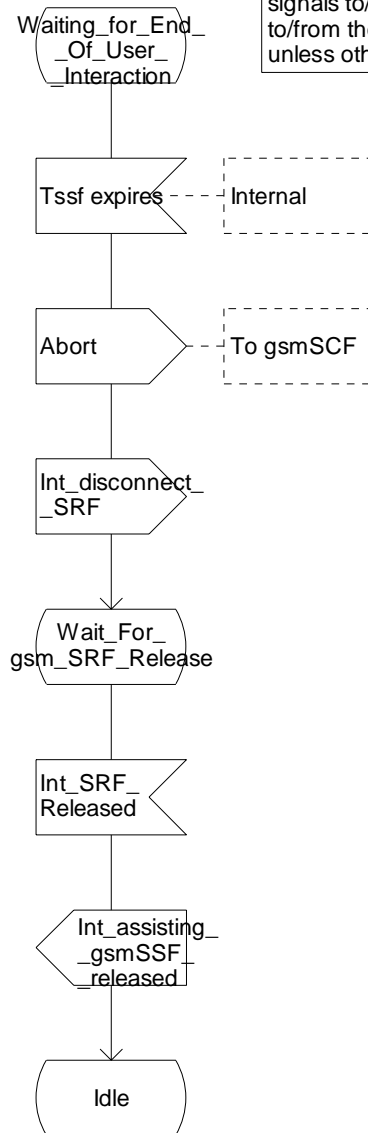 signals to/
to/from the
unless oth
Waiting_for_End_
_Of_User_
_Interaction
Tssf expires
Internal
Abort
To gsmSCF
Int_disconnect_
_SRF
Wait_For_
gsm_SRF_Release
Int_SRF_
Released
Int_assisting_
_gsmSSF_
_released
Idle